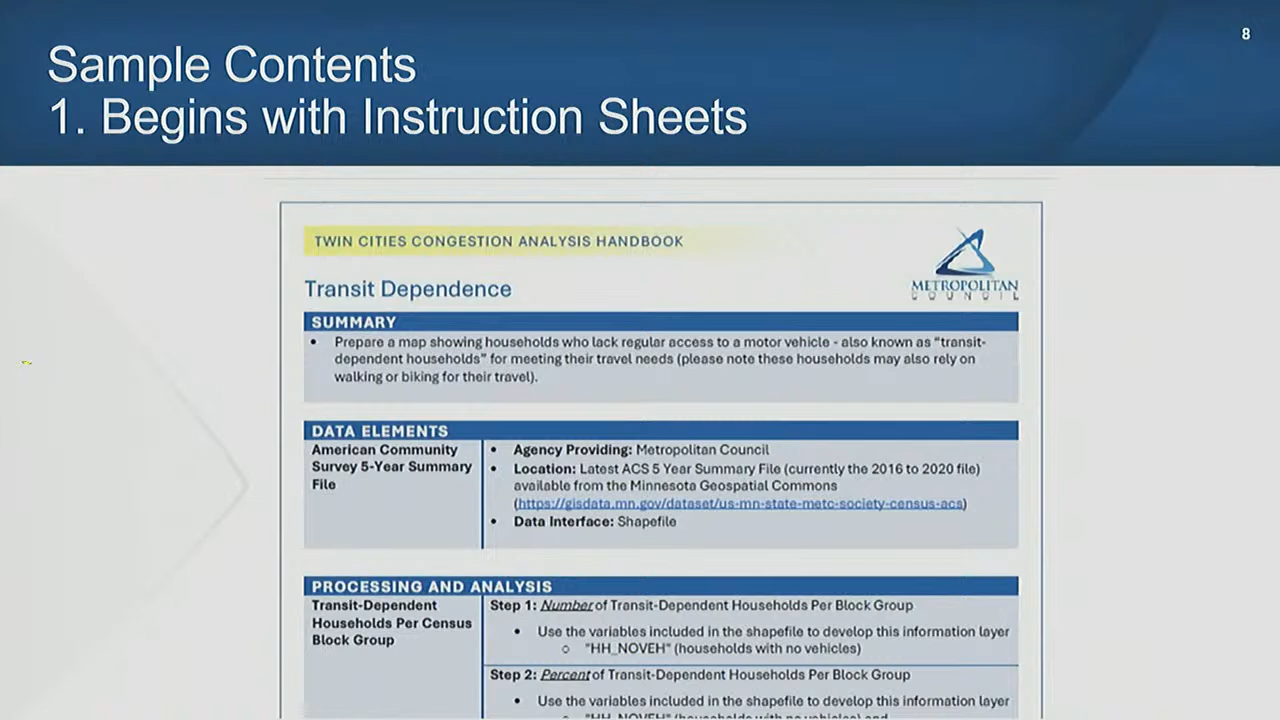 8
Sample Contents
1. Begins with Instruction Sheets
TWIN CITIES CONGESTION ANALYSIS HANDBOOK
METROPOLITAN
COUNCIL
Transit Dependence
SUMMARY
• Prepare a map showing households who lack regular access to a motor vehicle - also known as “transit-
dependent households” for meeting their travel needs (please note these households may also rely on
walking or biking for their travel).
DATA ELEMENTS
American Community
Survey 5-Year Summary
File
• Agency Providing: Metropolitan Council
• Location: Latest ACS 5 Year Summary File (currently the 2016 to 2020 file)
available from the Minnesota Geospatial Commons
(https://gisdata.mn.gov/dataset/us-mn-state-metc-society-census-acs)
• Data Interface: Shapefile
PROCESSING AND ANALYSIS
Transit-Dependent
Households Per Census
Block Group
Step 1: Number of Transit-Dependent Households Per Block Group
• Use the variables included in the shapefile to develop this information layer
○ "HH_NOVEH" (households with no vehicles)
Step 2: Percent of Transit-Dependent Households Per Block Group
• Use the variables included in the shapefile to develop this information layer
○ "HH_NOVEH" (households with no vehicles) and